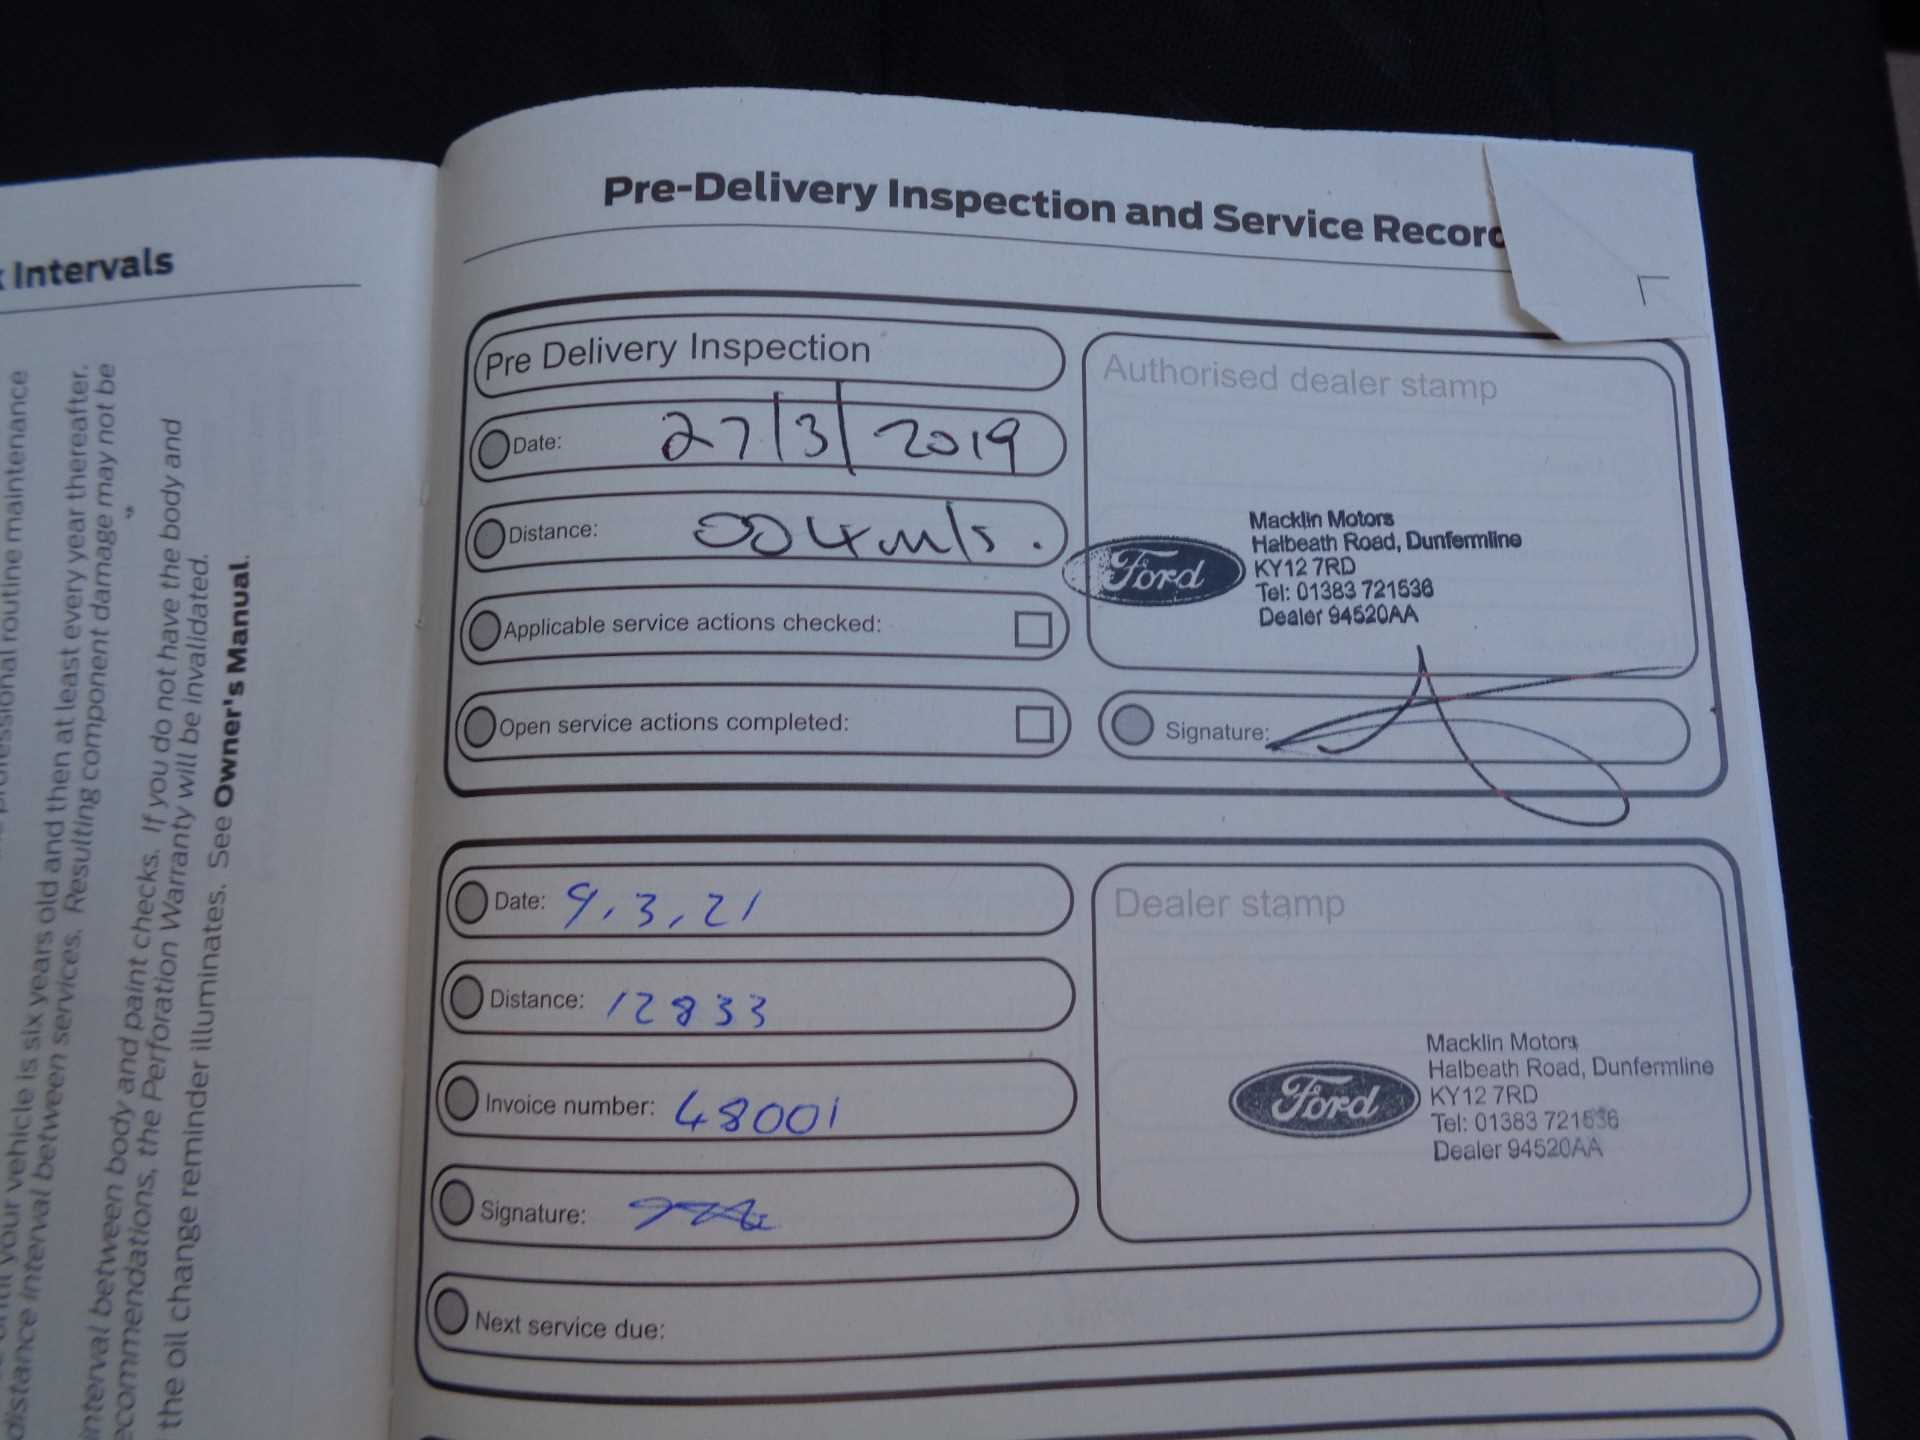 Intervals
professional routine maintenance
until your vehicle is six years old and then at least every year thereafter.
distance interval between services. Resulting component damage may not be
interval between body and paint checks. If you do not have the body and
recommendations, the Perforation Warranty will be invalidated.
the oil change reminder illuminates. See Owner's Manual.
Pre-Delivery Inspection and Service Record
Pre Delivery Inspection
Date: 27/3/2019
Distance: 004 m/s.
Applicable service actions checked:
Open service actions completed:
Authorised dealer stamp
Ford
Macklin Motors
Halbeath Road, Dunfermline
KY12 7RD
Tel: 01383 721536
Dealer 94520AA
Signature:
Date: 9.3.21
Distance: 12833
Invoice number: 48001
Signature:
Next service due:
Dealer stamp
Ford
Macklin Motors
Halbeath Road, Dunfermline
KY12 7RD
Tel: 01383 721536
Dealer 94520AA